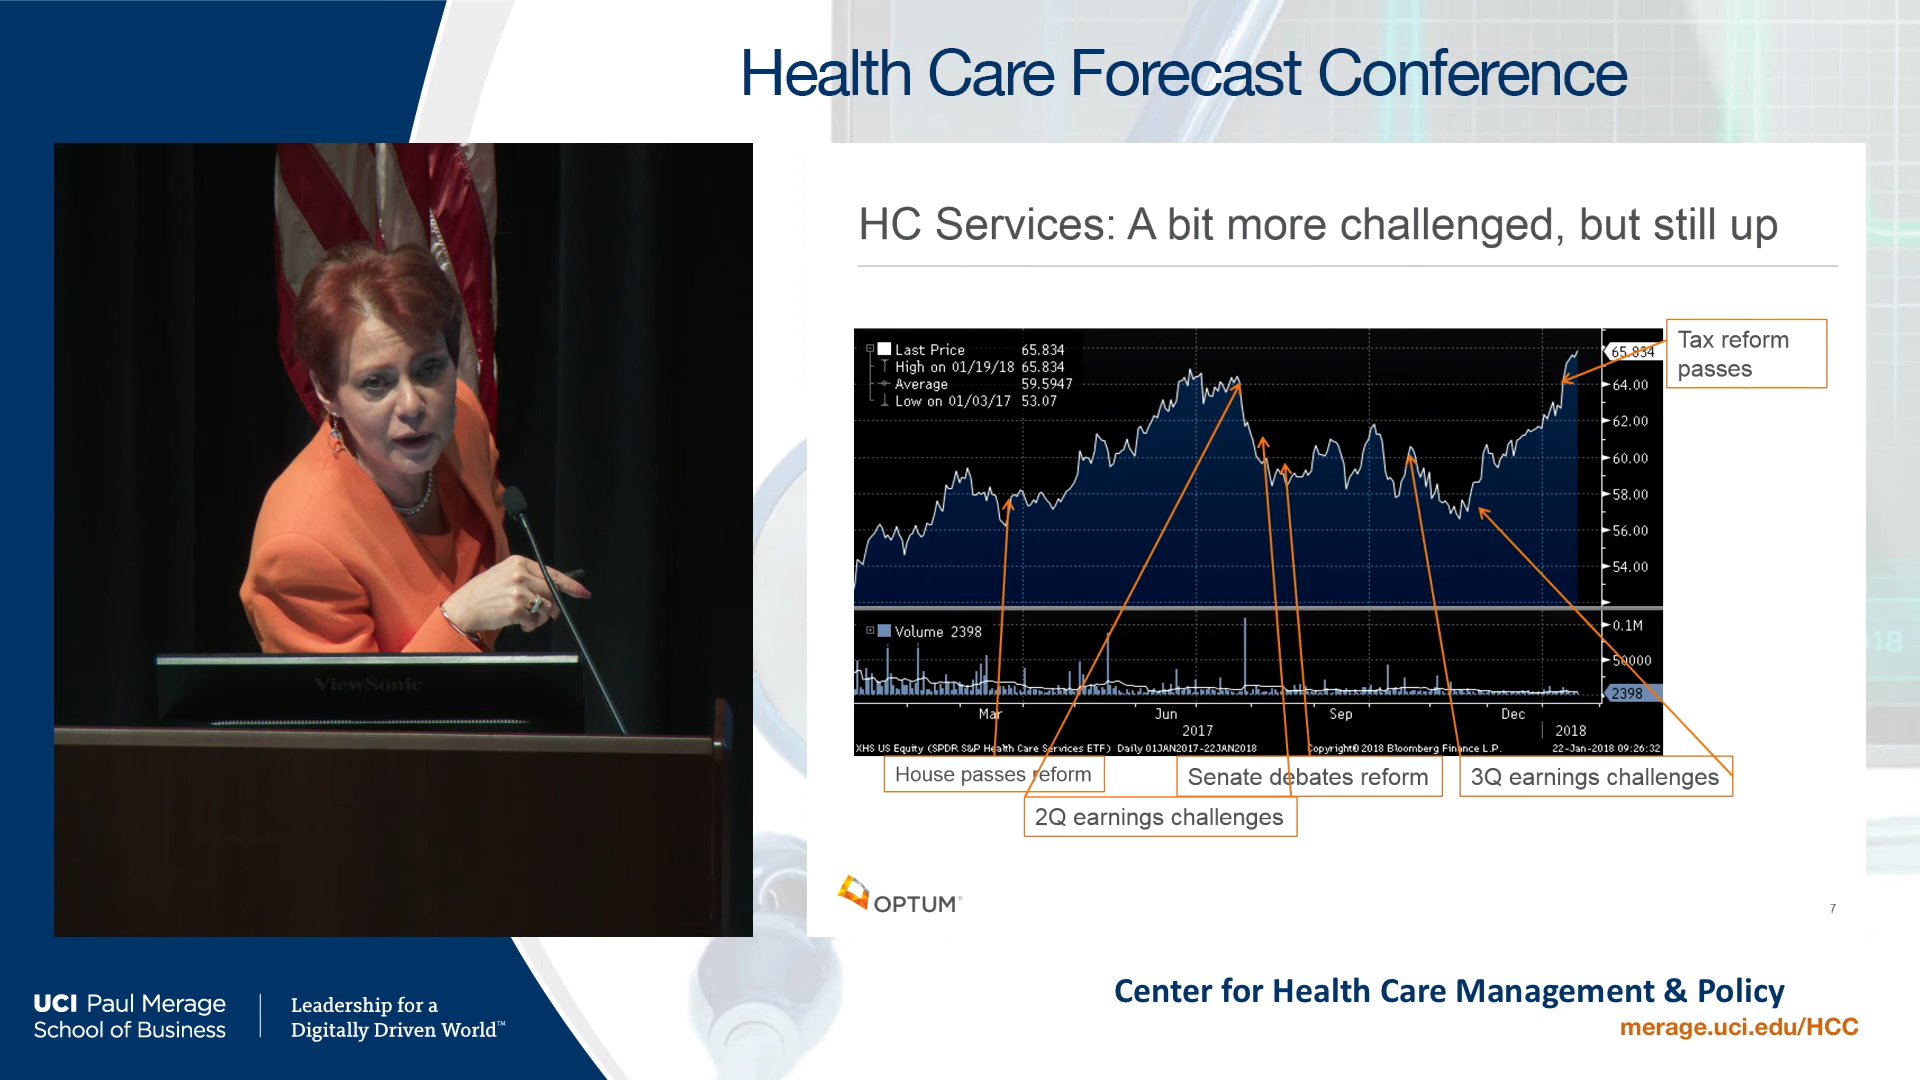 Health Care Forecast Conference
HC Services: A bit more challenged, but still up
Tax reform
passes
Last Price 65.834
High on 01/19/18 65.834
Average 59.5947
Low on 01/03/17 53.07
65.834
64.00
62.00
60.00
58.00
56.00
54.00
Volume 2398
0.1M
50000
2398
Mar Jun Sep Dec
2017 2018
XHS US Equity (SPDR S&P Health Care Services ETF) Daily 01JAN2017-22JAN2018 Copyright© 2018 Bloomberg Finance L.P. 22-Jan-2018 09:26:32
House passes reform
Senate debates reform
3Q earnings challenges
2Q earnings challenges
OPTUM®
7
ViewSonic
UCI Paul Merage
School of Business
Leadership for a
Digitally Driven World™
Center for Health Care Management & Policy
merage.uci.edu/HCC